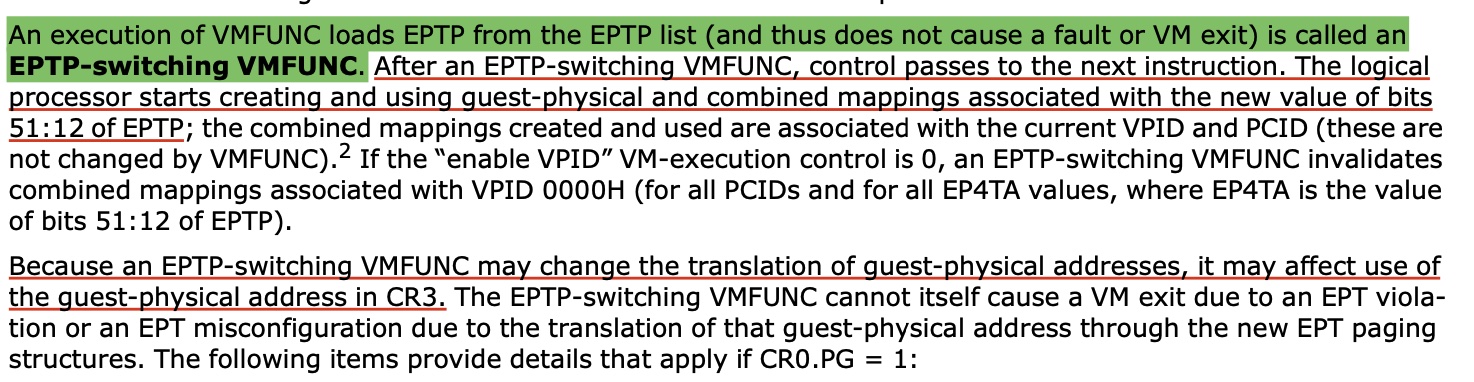 An execution of VMFUNC loads EPTP from the EPTP list (and thus does not cause a fault or VM exit) is called an
EPTP-switching VMFUNC. After an EPTP-switching VMFUNC, control passes to the next instruction. The logical
processor starts creating and using guest-physical and combined mappings associated with the new value of bits
51:12 of EPTP; the combined mappings created and used are associated with the current VPID and PCID (these are
not changed by VMFUNC).2 If the “enable VPID” VM-execution control is 0, an EPTP-switching VMFUNC invalidates
combined mappings associated with VPID 0000H (for all PCIDs and for all EP4TA values, where EP4TA is the value
of bits 51:12 of EPTP).
Because an EPTP-switching VMFUNC may change the translation of guest-physical addresses, it may affect use of
the guest-physical address in CR3. The EPTP-switching VMFUNC cannot itself cause a VM exit due to an EPT viola-
tion or an EPT misconfiguration due to the translation of that guest-physical address through the new EPT paging
structures. The following items provide details that apply if CR0.PG = 1: